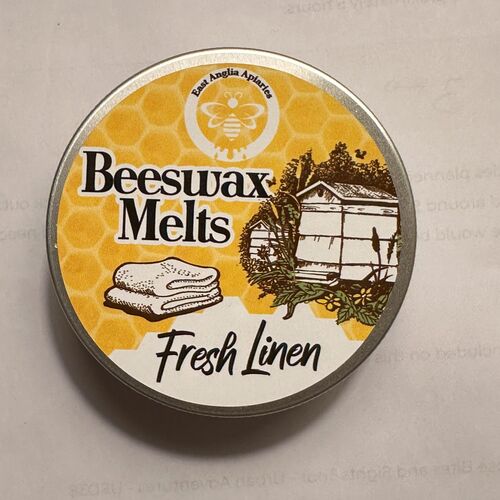 East Anglia Apiaries
Beeswax
Melts
Fresh Linen